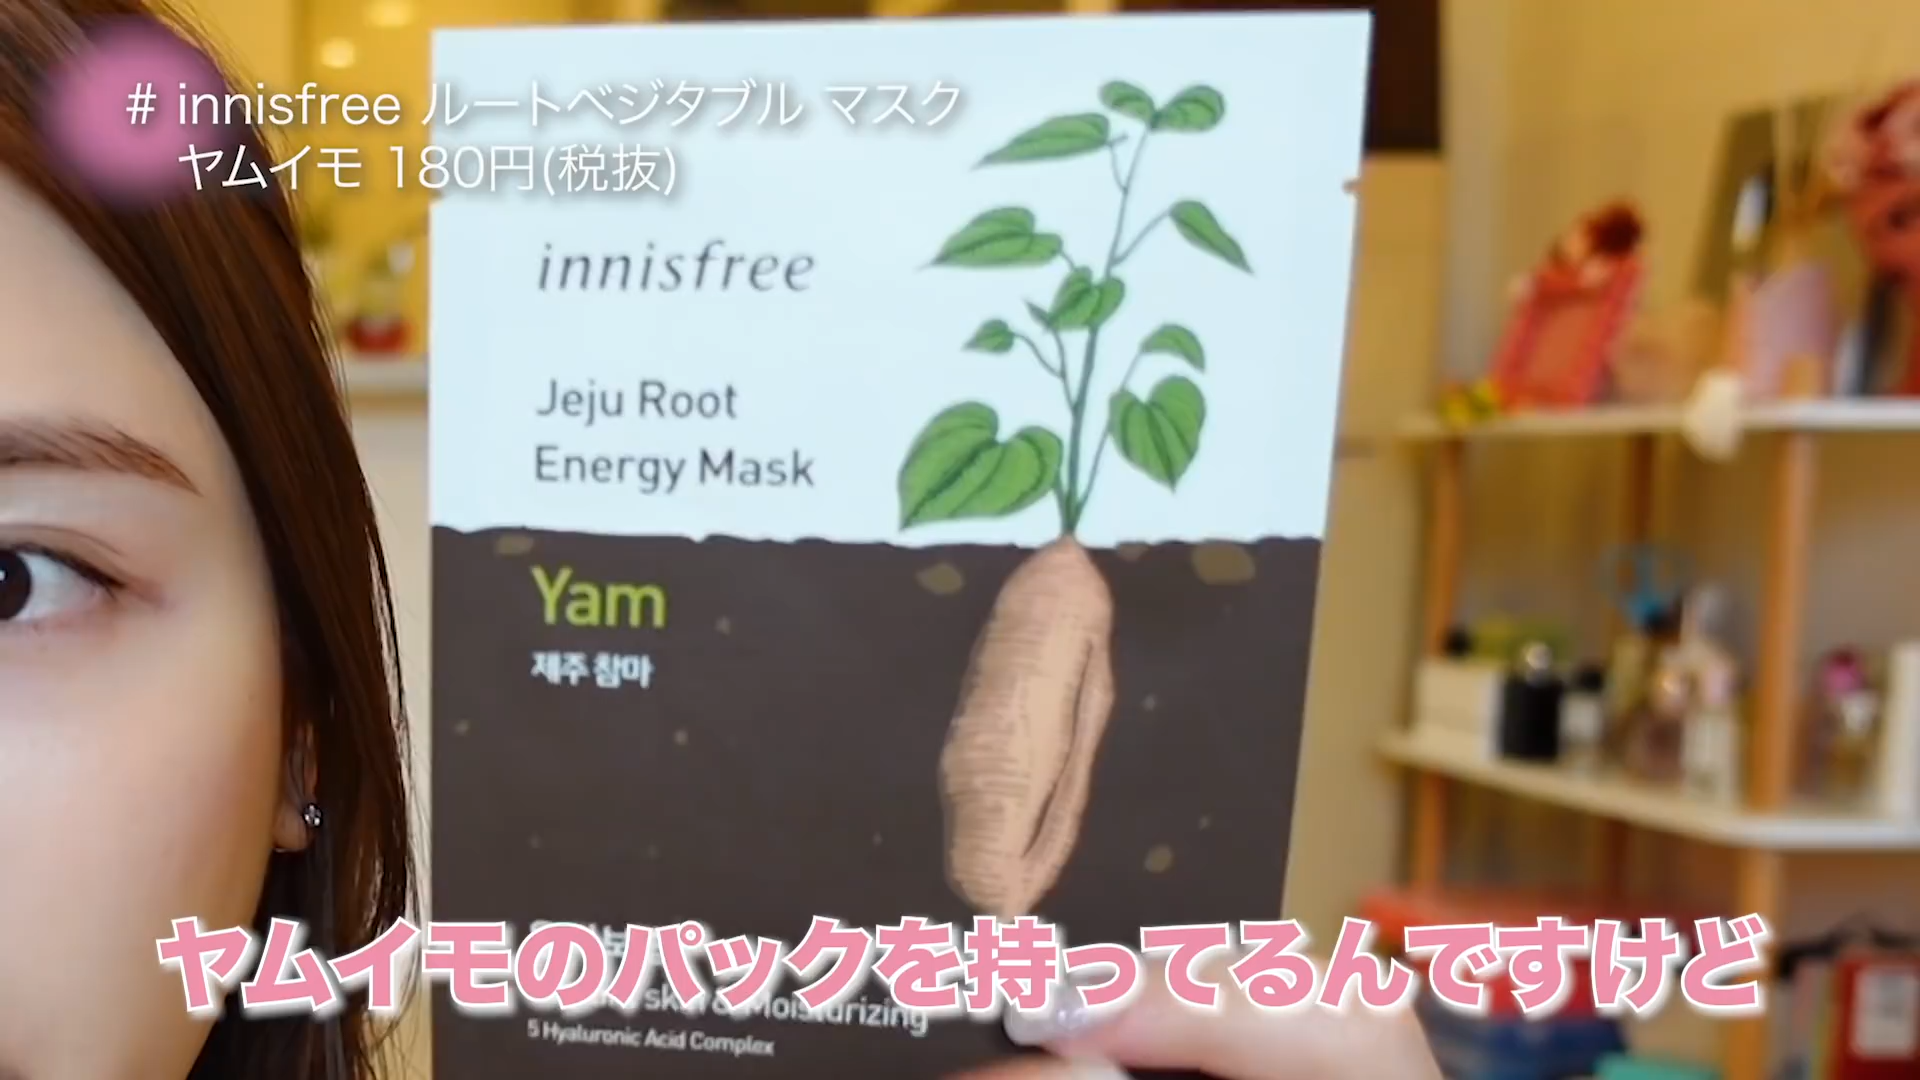 # innisfree ルートベジタブル マスク
ヤムイモ 180円(税抜)
innisfree
Jeju Root
Energy Mask
Yam
제주 참마
ヤムイモのパックを持ってるんですけど
skin & Moisturizing
5 Hyaluronic Acid Complex